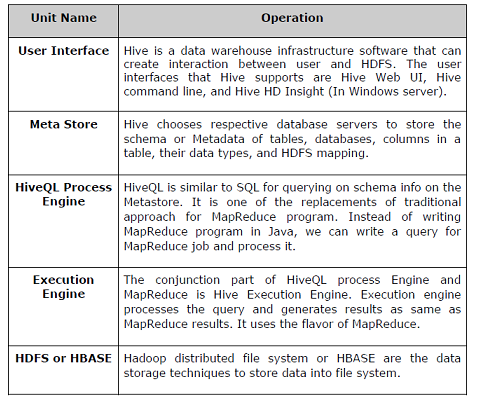 Unit Name Operation
User Interface Hive is a data warehouse infrastructure software that can
create interaction between user and HDFS. The user
interfaces that Hive supports are Hive Web UI, Hive
command line, and Hive HD Insight (In Windows server).
Meta Store Hive chooses respective database servers to store the
schema or Metadata of tables, databases, columns in a
table, their data types, and HDFS mapping.
HiveQL Process Engine HiveQL is similar to SQL for querying on schema info on the
Metastore. It is one of the replacements of traditional
approach for MapReduce program. Instead of writing
MapReduce program in Java, we can write a query for
MapReduce job and process it.
Execution Engine The conjunction part of HiveQL process Engine and
MapReduce is Hive Execution Engine. Execution engine
processes the query and generates results as same as
MapReduce results. It uses the flavor of MapReduce.
HDFS or HBASE Hadoop distributed file system or HBASE are the data
storage techniques to store data into file system.